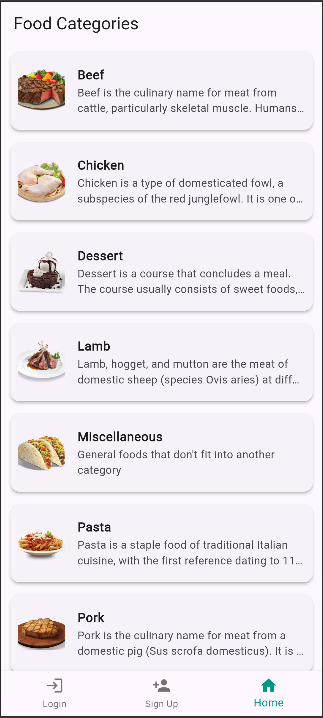 Food Categories
Beef
Beef is the culinary name for meat from
cattle, particularly skeletal muscle. Humans...
Chicken
Chicken is a type of domesticated fowl, a
subspecies of the red junglefowl. It is one o...
Dessert
Dessert is a course that concludes a meal.
The course usually consists of sweet foods,...
Lamb
Lamb, hogget, and mutton are the meat of
domestic sheep (species Ovis aries) at diff...
Miscellaneous
General foods that don't fit into another
category
Pasta
Pasta is a staple food of traditional Italian
cuisine, with the first reference dating to 11...
Pork
Pork is the culinary name for meat from a
domestic pig (Sus scrofa domesticus). It is ...
Login
Sign Up
Home